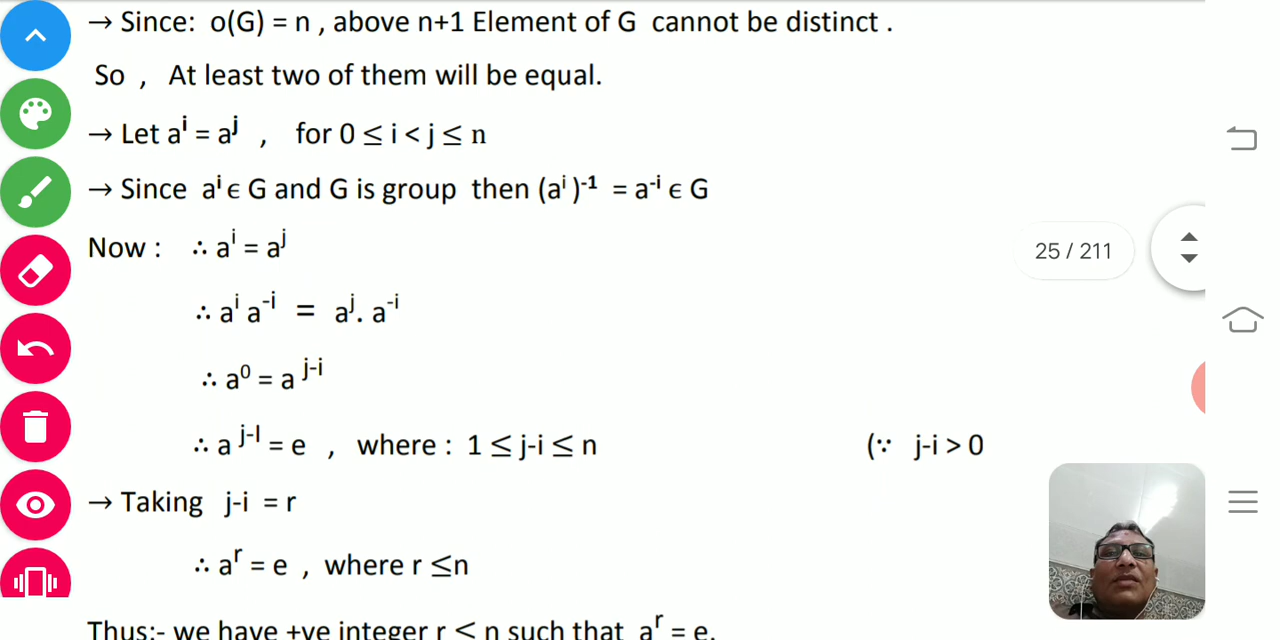 → Since: o(G) = n , above n+1 Element of G cannot be distinct .
So , At least two of them will be equal.
→ Let aⁱ = aʲ , for 0 ≤ i < j ≤ n
→ Since aⁱ ϵ G and G is group then (aⁱ )⁻¹ = a⁻ⁱ ϵ G
Now : ∴ aⁱ = aʲ
25 / 211
∴ aⁱ a⁻ⁱ = aʲ. a⁻ⁱ
∴ a⁰ = a ʲ⁻ⁱ
∴ a ʲ⁻ᴵ = e , where : 1 ≤ j-i ≤ n (∵ j-i > 0
→ Taking j-i = r
∴ aʳ = e , where r ≤n
Thus:- we have +ve integer r < n such that aʳ = e.